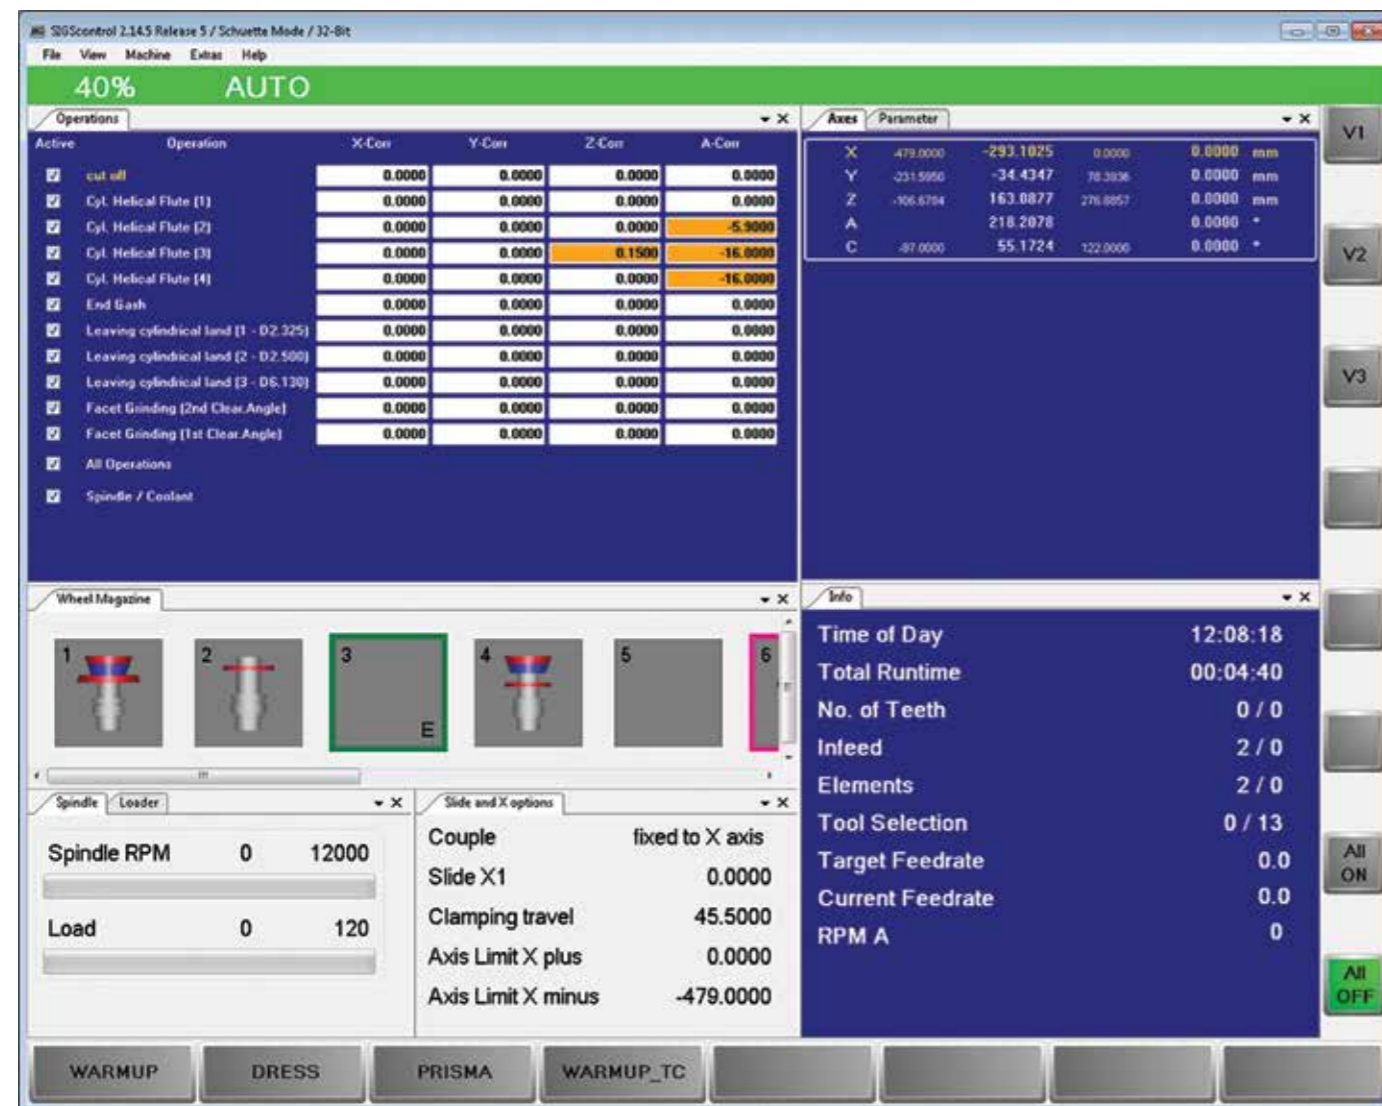 SIGScontrol 2.14.5 Release 5 / Schuette Mode / 32-Bit
File View Machine Extras Help
40% AUTO
Operations
Active Operation X-Corr Y-Corr Z-Corr A-Corr
cut off 0.0000 0.0000 0.0000 0.0000
Cyl. Helical Flute (1) 0.0000 0.0000 0.0000 0.0000
Cyl. Helical Flute (2) 0.0000 0.0000 0.0000 -5.9000
Cyl. Helical Flute (3) 0.0000 0.0000 0.1500 -16.0000
Cyl. Helical Flute (4) 0.0000 0.0000 0.0000 -16.0000
End Gash 0.0000 0.0000 0.0000 0.0000
Leaving cylindrical land (1 - D2.325) 0.0000 0.0000 0.0000 0.0000
Leaving cylindrical land (2 - D2.500) 0.0000 0.0000 0.0000 0.0000
Leaving cylindrical land (3 - D6.130) 0.0000 0.0000 0.0000 0.0000
Facet Grinding (2nd Clear.Angle) 0.0000 0.0000 0.0000 0.0000
Facet Grinding (1st Clear.Angle) 0.0000 0.0000 0.0000 0.0000
All Operations
Spindle / Coolant
Axes Parameter
X -479.0000 -293.1025 0.0000 0.0000 mm
Y -231.5950 -34.4347 78.3936 0.0000 mm
Z 163.0877 0.0000 mm
A 218.2078 0.0000 °
C -97.0000 55.1724 122.0000 0.0000 °
V1
V2
V3
All
ON
All
OFF
Wheel Magazine
1 2 3 4 5 6
E
Info
Time of Day 12:08:18
Total Runtime 00:04:40
No. of Teeth 0 / 0
Infeed 2 / 0
Elements 2 / 0
Tool Selection 0 / 13
Target Feedrate 0.0
Current Feedrate 0.0
RPM A 0
Spindle Loader
Spindle RPM 0 12000
Load 0 120
Slide and X options
Couple fixed to X axis
Slide X1 0.0000
Clamping travel 45.5000
Axis Limit X plus 0.0000
Axis Limit X minus -479.0000
WARMUP DRESS PRISMA WARMUP_TC